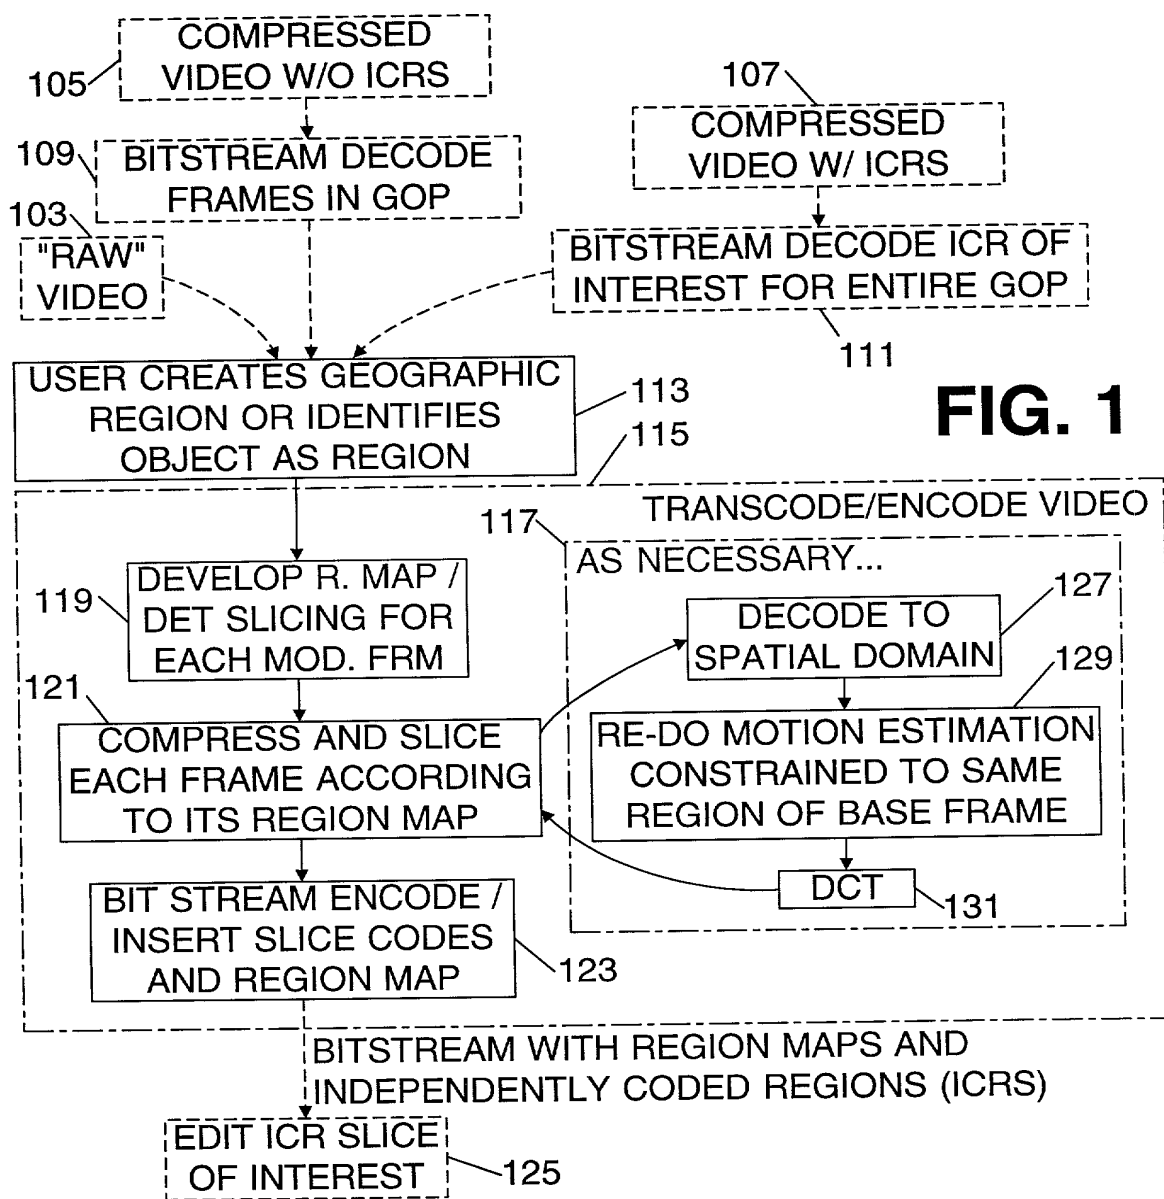 COMPRESSED
VIDEO W/O ICRS
105
107
COMPRESSED
VIDEO W/ ICRS
109
BITSTREAM DECODE
FRAMES IN GOP
103
"RAW"
VIDEO
BITSTREAM DECODE ICR OF
INTEREST FOR ENTIRE GOP
111
USER CREATES GEOGRAPHIC
REGION OR IDENTIFIES
OBJECT AS REGION
113
FIG. 1
115
TRANSCODE/ENCODE VIDEO
117
AS NECESSARY...
119
DEVELOP R. MAP /
DET SLICING FOR
EACH MOD. FRM
127
DECODE TO
SPATIAL DOMAIN
129
121
COMPRESS AND SLICE
EACH FRAME ACCORDING
TO ITS REGION MAP
RE-DO MOTION ESTIMATION
CONSTRAINED TO SAME
REGION OF BASE FRAME
DCT
131
BIT STREAM ENCODE /
INSERT SLICE CODES
AND REGION MAP
123
BITSTREAM WITH REGION MAPS AND
INDEPENDENTLY CODED REGIONS (ICRS)
EDIT ICR SLICE
OF INTEREST
125